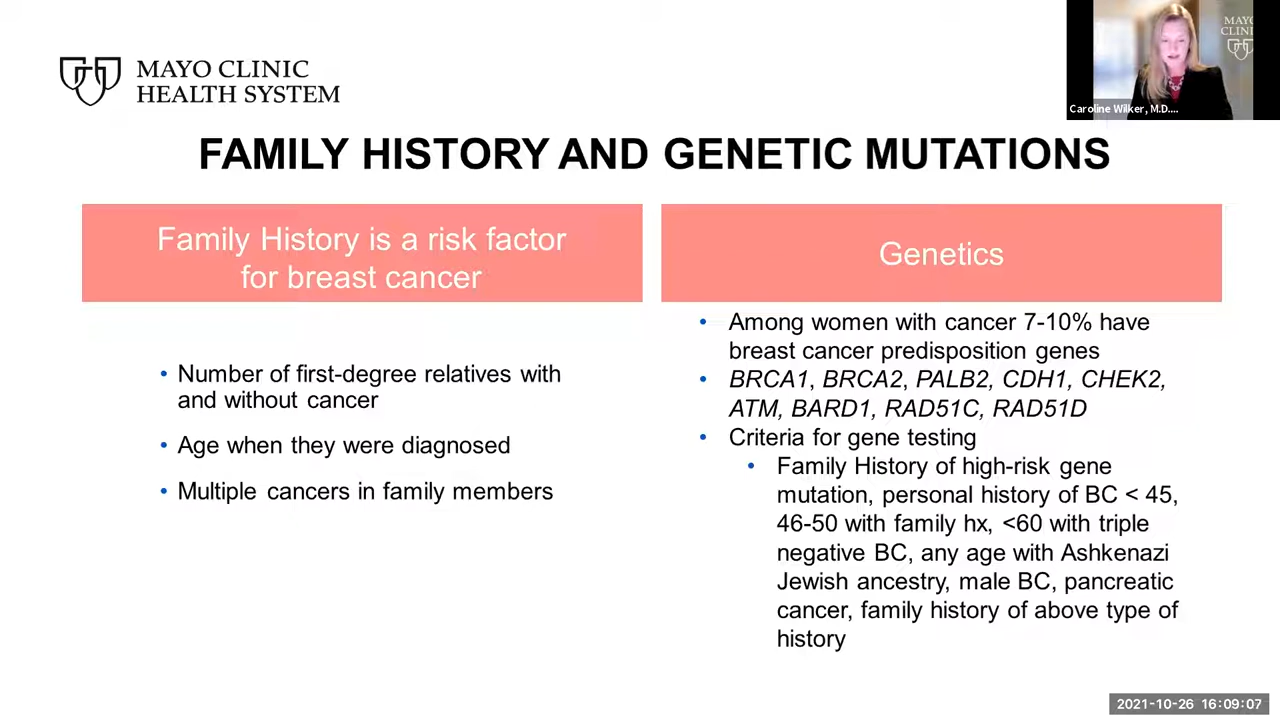 MAYO CLINIC
HEALTH SYSTEM
MAYO
CLINIC
Caroline Wilker, M.D....
FAMILY HISTORY AND GENETIC MUTATIONS
Family History is a risk factor
for breast cancer
• Number of first-degree relatives with
and without cancer
• Age when they were diagnosed
• Multiple cancers in family members
Genetics
• Among women with cancer 7-10% have
breast cancer predisposition genes
• BRCA1, BRCA2, PALB2, CDH1, CHEK2,
ATM, BARD1, RAD51C, RAD51D
• Criteria for gene testing
• Family History of high-risk gene
mutation, personal history of BC < 45,
46-50 with family hx, <60 with triple
negative BC, any age with Ashkenazi
Jewish ancestry, male BC, pancreatic
cancer, family history of above type of
history
2021-10-26 16:09:07